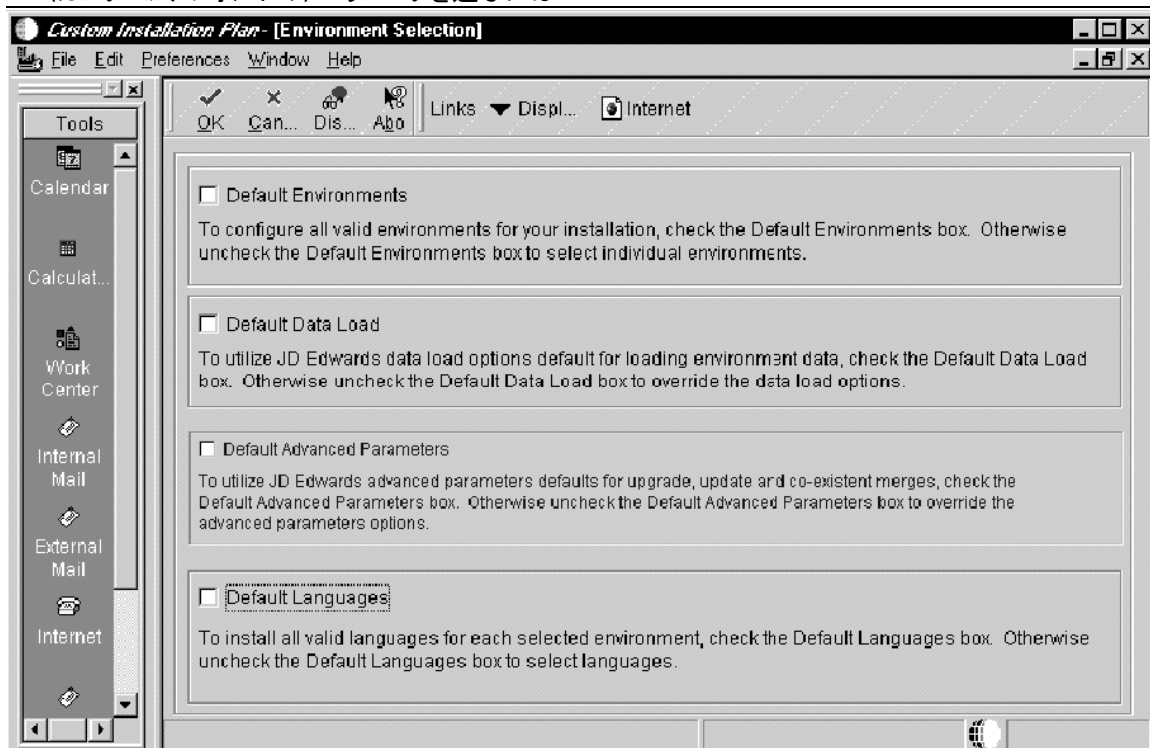 Custom Installation Plan - [Environment Selection]
File Edit Preferences Window Help
Tools
OK Can... Dis... Abo Links Displ... Internet
Calendar
Calculat...
Work
Center
Internal
Mail
External
Mail
Internet
Default Environments
To configure all valid environments for your installation, check the Default Environments box. Otherwise
uncheck the Default Environments box to select individual environments.
Default Data Load
To utilize JD Edwards data load options default for loading environment data, check the Default Data Load
box. Otherwise uncheck the Default Data Load box to override the data load options.
Default Advanced Parameters
To utilize JD Edwards advanced parameters defaults for upgrade, update and co-existent merges, check the
Default Advanced Parameters box. Otherwise uncheck the Default Advanced Parameters box to override the
advanced parameters options.
Default Languages
To install all valid languages for each selected environment, check the Default Languages box. Otherwise
uncheck the Default Languages box to select languages.